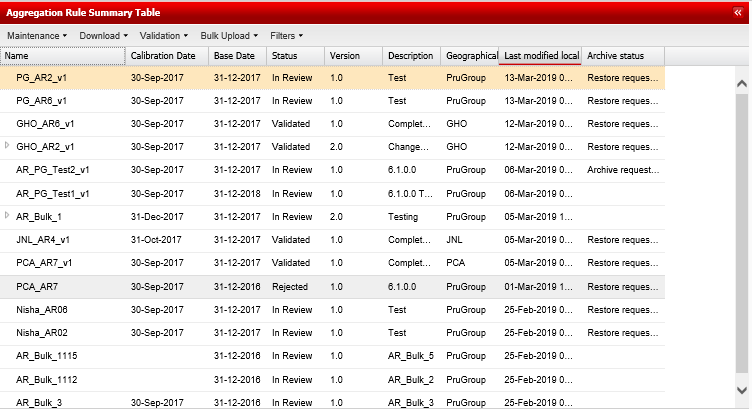 Aggregation Rule Summary Table
Maintenance Download Validation Bulk Upload Filters
Name Calibration Date Base Date Status Version Description Geographical Last modified local Archive status
PG_AR2_v1 30-Sep-2017 31-12-2017 In Review 1.0 Test PruGroup 13-Mar-2019 0... Restore reques...
PG_AR6_v1 30-Sep-2017 31-12-2017 In Review 1.0 Test PruGroup 13-Mar-2019 0... Restore reques...
GHO_AR6_v1 30-Sep-2017 31-12-2017 Validated 1.0 Complet... GHO 12-Mar-2019 0... Restore reques...
GHO_AR2_v1 30-Sep-2017 31-12-2017 Validated 2.0 Change... GHO 12-Mar-2019 0... Restore reques...
AR_PG_Test2_v1 30-Sep-2017 31-12-2017 In Review 1.0 6.1.0.0 PruGroup 06-Mar-2019 0... Archive request...
AR_PG_Test1_v1 30-Sep-2017 31-12-2018 In Review 1.0 6.1.0.0 T... PruGroup 06-Mar-2019 0...
AR_Bulk_1 31-Dec-2017 31-12-2017 In Review 2.0 Testing PruGroup 05-Mar-2019 1...
JNL_AR4_v1 31-Oct-2017 31-12-2017 Validated 1.0 Complet... JNL 05-Mar-2019 0... Restore reques...
PCA_AR7_v1 30-Sep-2017 31-12-2017 Validated 1.0 Complet... PCA 05-Mar-2019 0... Restore reques...
PCA_AR7 30-Sep-2017 31-12-2016 Rejected 1.0 6.1.0.0 PruGroup 01-Mar-2019 1... Restore reques...
Nisha_AR06 30-Sep-2017 31-12-2017 In Review 1.0 Test PruGroup 25-Feb-2019 0... Restore reques...
Nisha_AR02 30-Sep-2017 31-12-2017 In Review 1.0 Test PruGroup 25-Feb-2019 0... Restore reques...
AR_Bulk_1115 31-12-2016 In Review 1.0 AR_Bulk_5 PruGroup 25-Feb-2019 0...
AR_Bulk_1112 31-12-2016 In Review 1.0 AR_Bulk_2 PruGroup 25-Feb-2019 0...
AR_Bulk_3 30-Sep-2017 31-12-2016 In Review 1.0 AR_Bulk_3 PruGroup 25-Feb-2019 0...